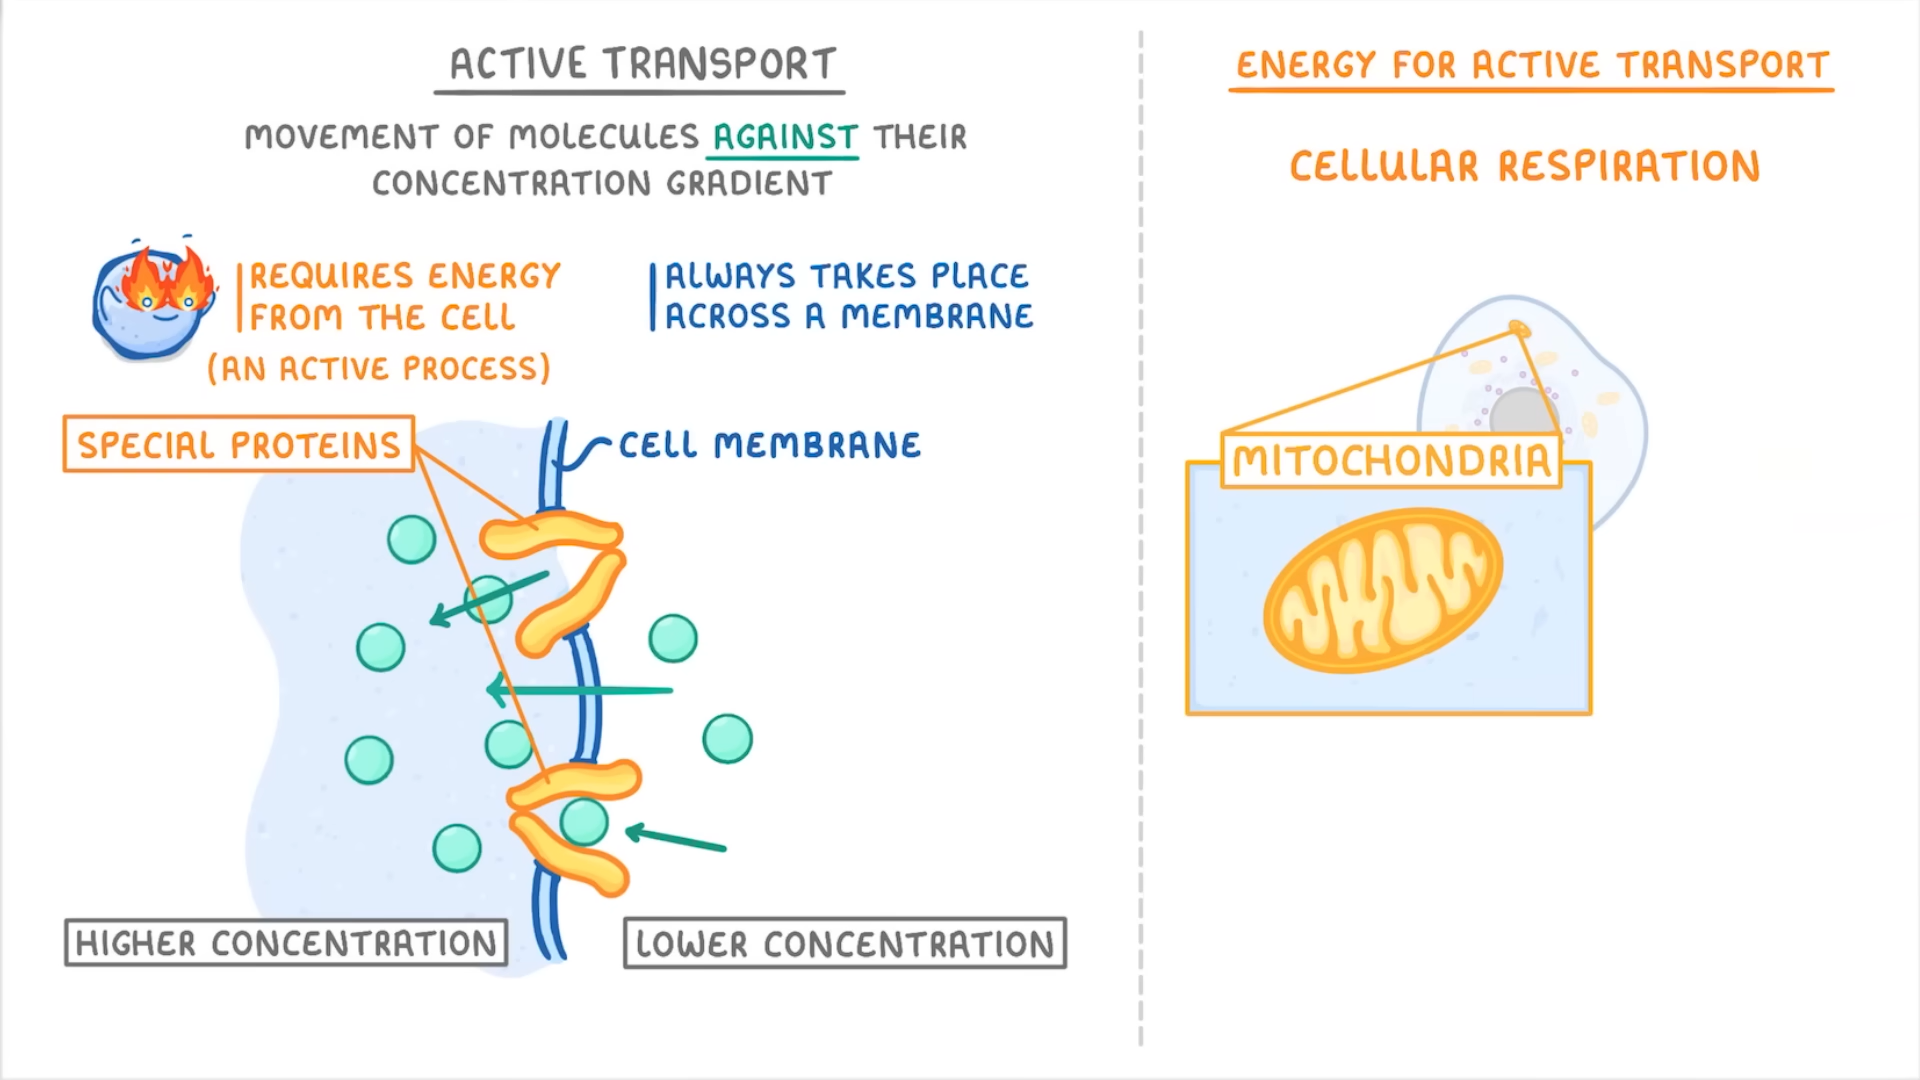 ACTIVE TRANSPORT
MOVEMENT OF MOLECULES AGAINST THEIR
CONCENTRATION GRADIENT
REQUIRES ENERGY
FROM THE CELL
(AN ACTIVE PROCESS)
ALWAYS TAKES PLACE
ACROSS A MEMBRANE
SPECIAL PROTEINS
CELL MEMBRANE
HIGHER CONCENTRATION
LOWER CONCENTRATION
ENERGY FOR ACTIVE TRANSPORT
CELLULAR RESPIRATION
MITOCHONDRIA